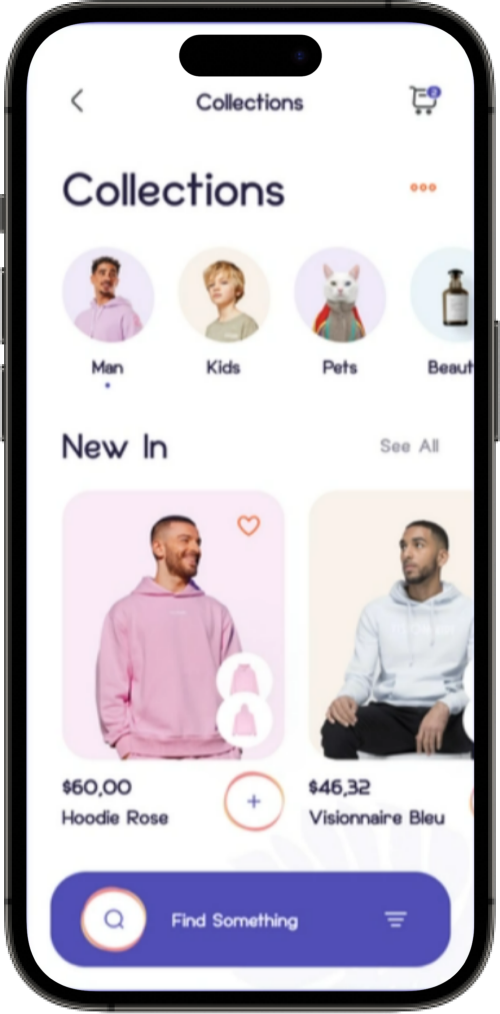 Collections
Collections
Man
Kids
Pets
Beaut
New In
See All
$60,00
Hoodie Rose
$46,32
Visionnaire Bleu
Find Something